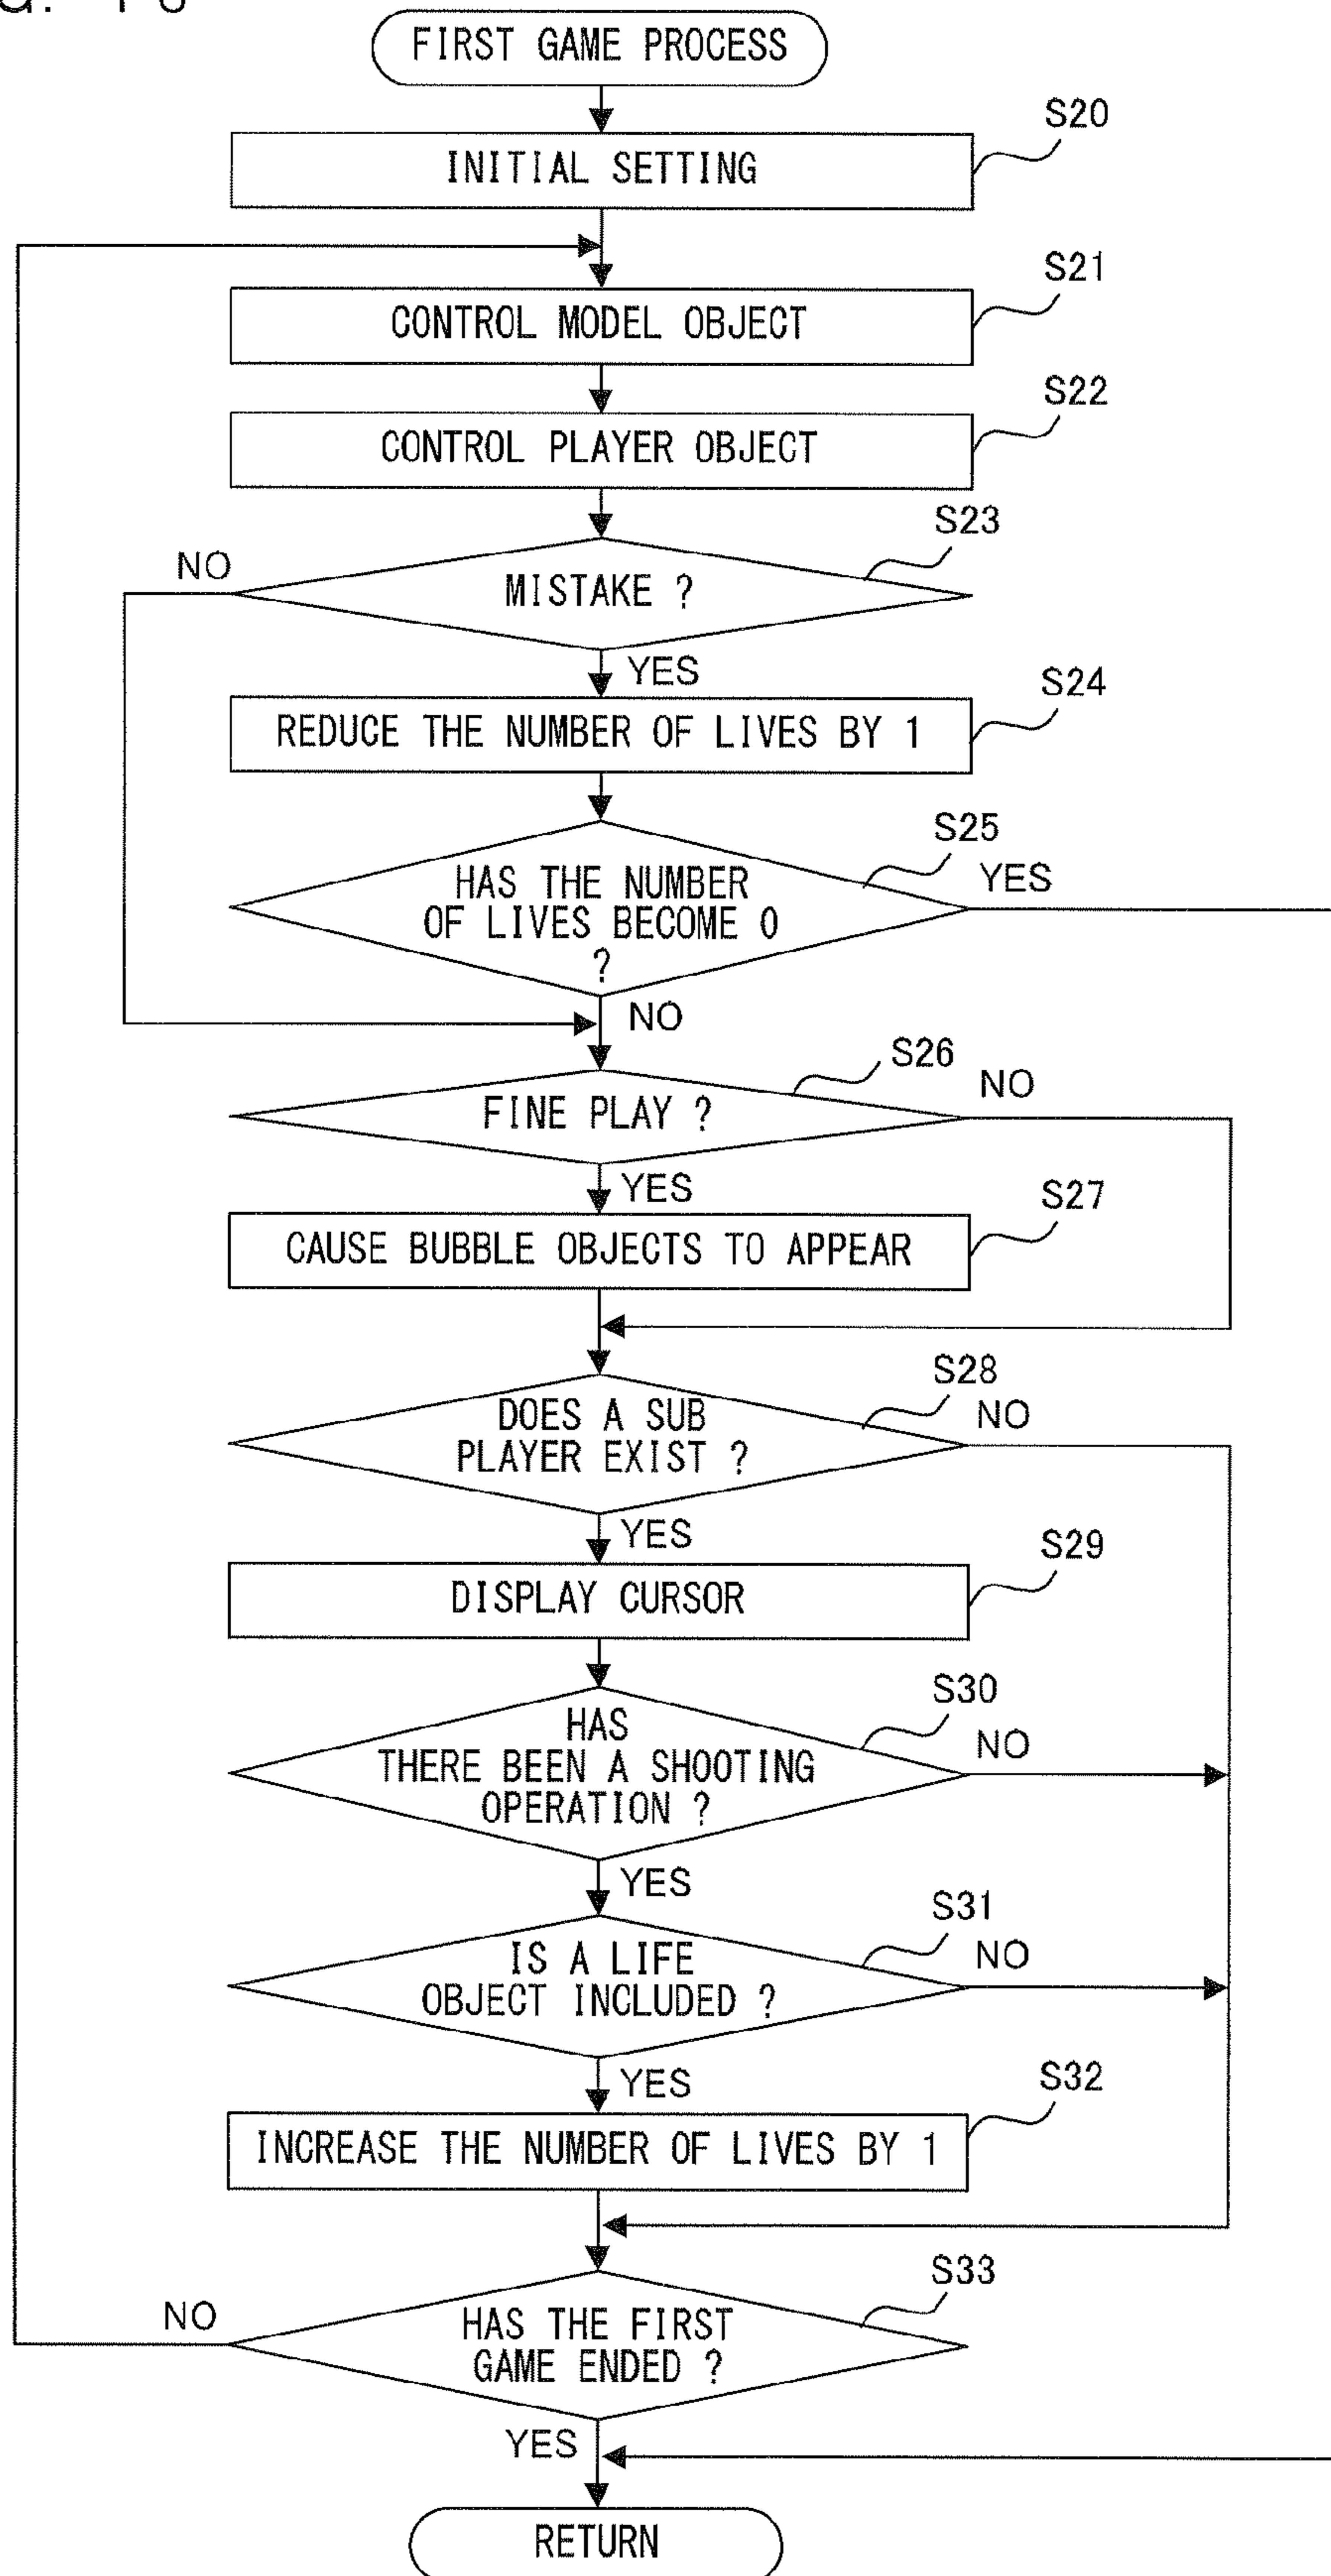 FIRST GAME PROCESS
S20
INITIAL SETTING
S21
CONTROL MODEL OBJECT
S22
CONTROL PLAYER OBJECT
S23
NO
MISTAKE ?
YES
S24
REDUCE THE NUMBER OF LIVES BY 1
S25
YES
HAS THE NUMBER
OF LIVES BECOME 0
?
NO
S26
NO
FINE PLAY ?
YES
S27
CAUSE BUBBLE OBJECTS TO APPEAR
S28
NO
DOES A SUB
PLAYER EXIST ?
YES
S29
DISPLAY CURSOR
S30
HAS
NO
THERE BEEN A SHOOTING
OPERATION ?
YES
S31
NO
IS A LIFE
OBJECT INCLUDED ?
YES
S32
INCREASE THE NUMBER OF LIVES BY 1
S33
NO
HAS THE FIRST
GAME ENDED ?
YES
RETURN